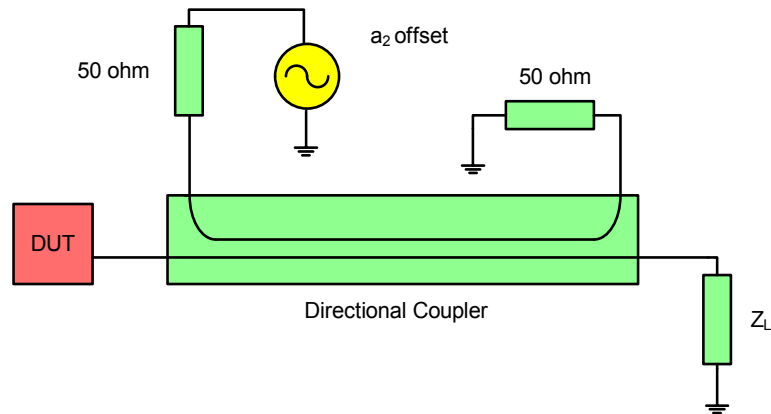 a₂ offset
50 ohm
50 ohm
DUT
Directional Coupler
Z_L